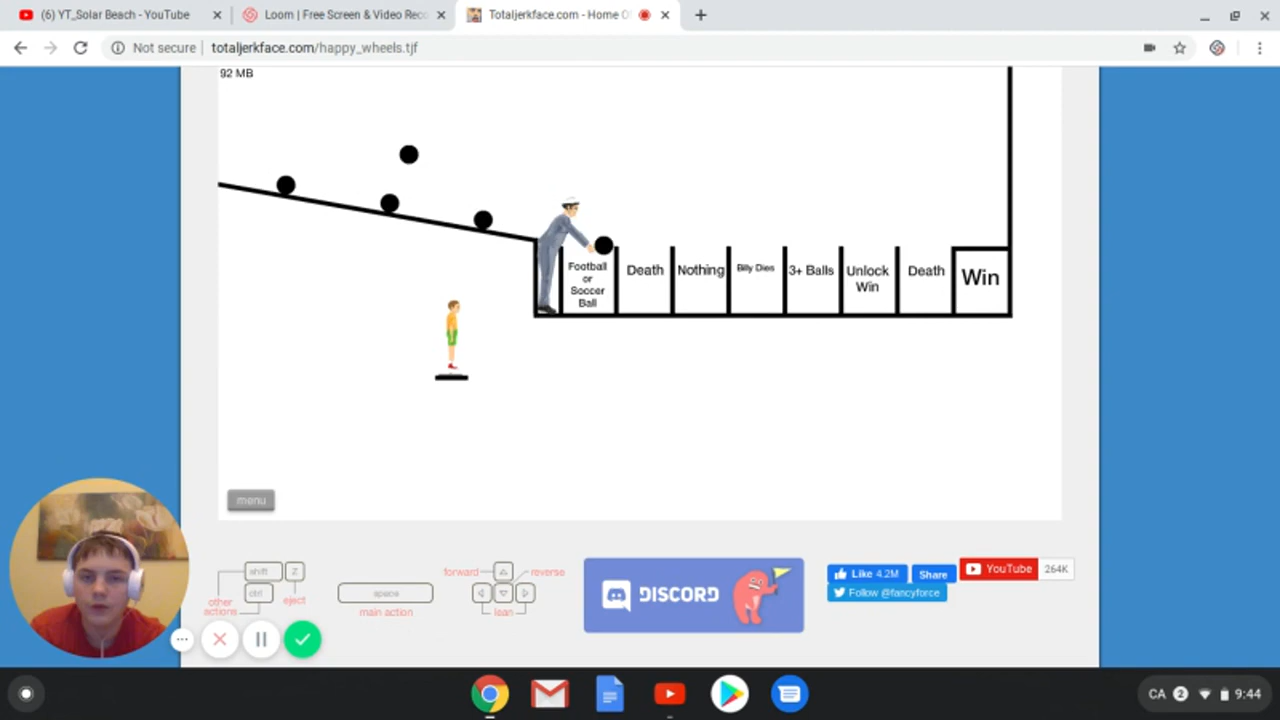 (6) YT_Solar Beach - YouTube
Loom | Free Screen & Video Reco
Totaljerkface.com - Home O
Not secure
totaljerkface.com/happy_wheels.tjf
92 MB
Football
or
Soccer
Ball
Death
Nothing
Billy Dies
3+ Balls
Unlock
Win
Death
Win
menu
shift
Z
ctrl
other
actions
eject
space
main action
forward
reverse
lean
DISCORD
Like 4.2M
Share
Follow @fancyforce
YouTube
264K
CA
2
9:44